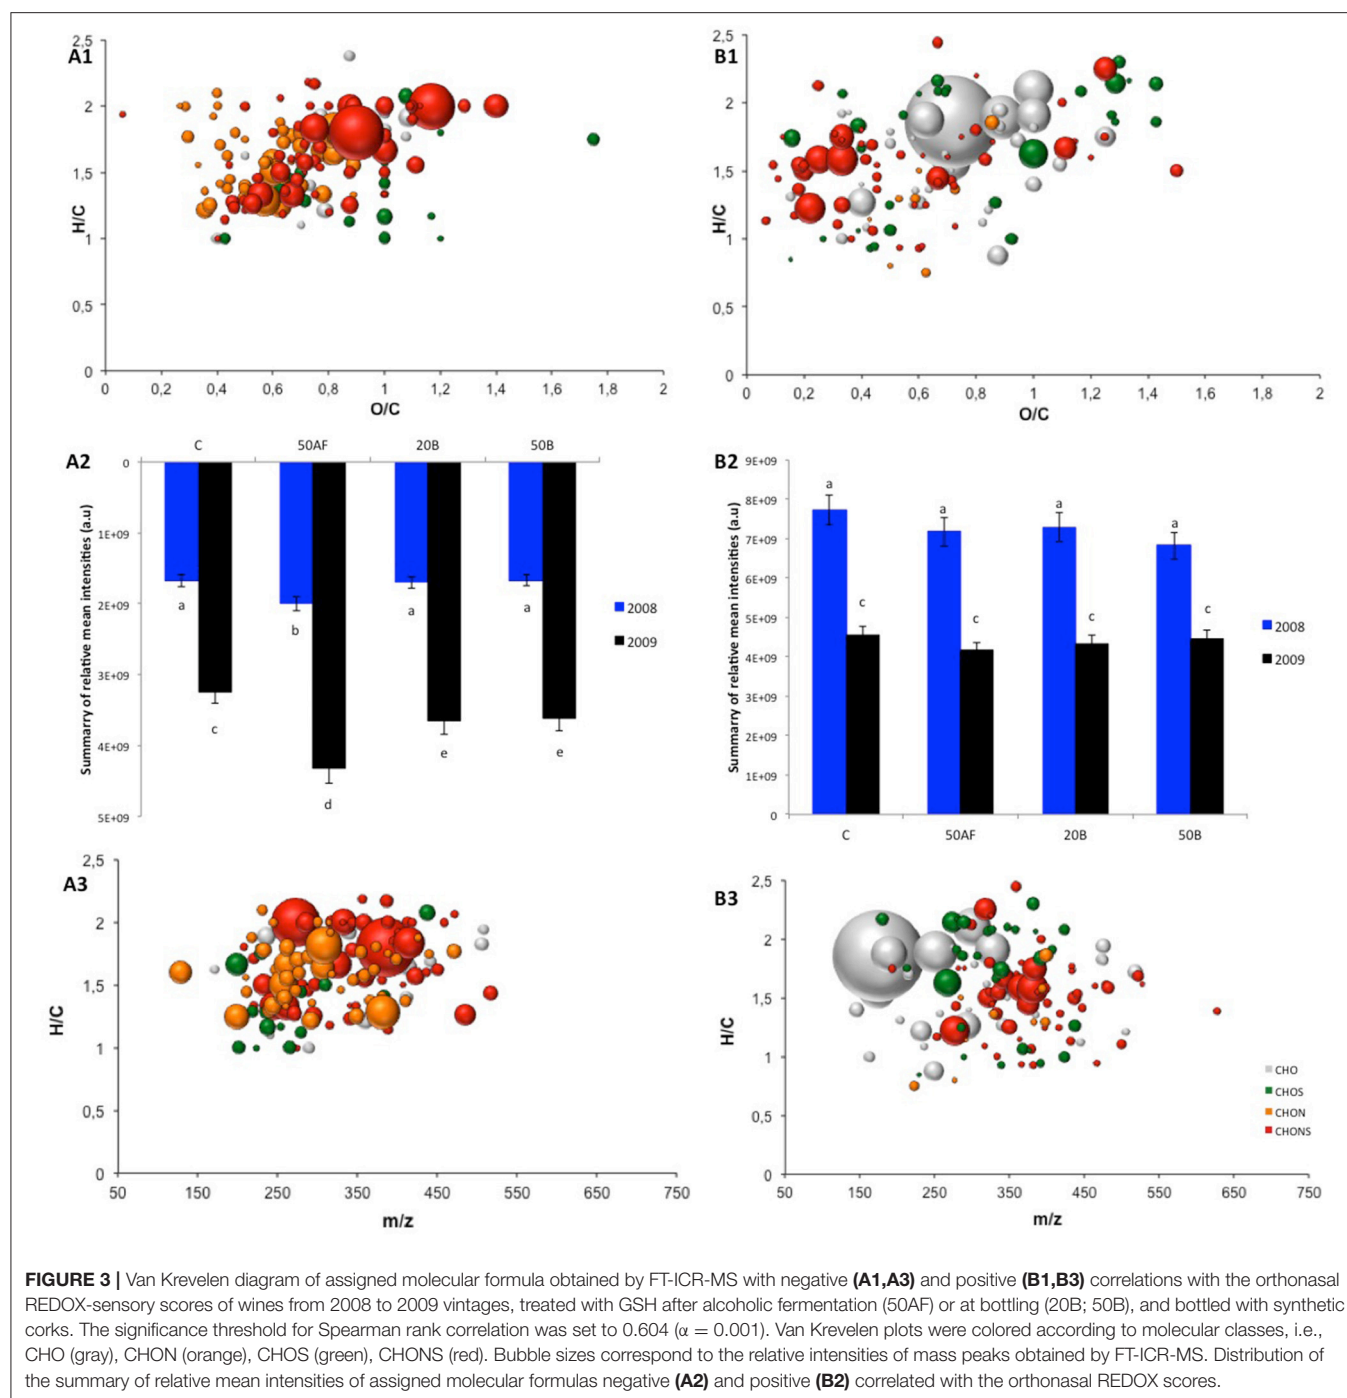 A1
2,5
2
1,5
1
0,5
0
H/C
0 0,2 0,4 0,6 0,8 1 1,2 1,4 1,6 1,8 2
O/C
B1
2,5
2
1,5
1
0,5
0
H/C
0 0,2 0,4 0,6 0,8 1 1,2 1,4 1,6 1,8 2
O/C
A2
C 50AF 20B 50B
0
1E+09
2E+09
3E+09
4E+09
5E+09
Summarry of relative mean intensities (a.u)
a b a a
c d e e
2008
2009
B2
9E+09
8E+09
7E+09
6E+09
5E+09
4E+09
3E+09
2E+09
1E+09
0
Summarry of relative mean intensities (a.u)
a a a a
c c c c
C 50AF 20B 50B
2008
2009
A3
2,5
2
1,5
1
0,5
0
H/C
50 150 250 350 450 550 650 750
m/z
B3
2,5
2
1,5
1
0,5
0
H/C
50 150 250 350 450 550 650 750
m/z
CHO
CHOS
CHON
CHONS
FIGURE 3 | Van Krevelen diagram of assigned molecular formula obtained by FT-ICR-MS with negative (A1,A3) and positive (B1,B3) correlations with the orthonasal
REDOX-sensory scores of wines from 2008 to 2009 vintages, treated with GSH after alcoholic fermentation (50AF) or at bottling (20B; 50B), and bottled with synthetic
corks. The significance threshold for Spearman rank correlation was set to 0.604 (α = 0.001). Van Krevelen plots were colored according to molecular classes, i.e.,
CHO (gray), CHON (orange), CHOS (green), CHONS (red). Bubble sizes correspond to the relative intensities of mass peaks obtained by FT-ICR-MS. Distribution of
the summary of relative mean intensities of assigned molecular formulas negative (A2) and positive (B2) correlated with the orthonasal REDOX scores.